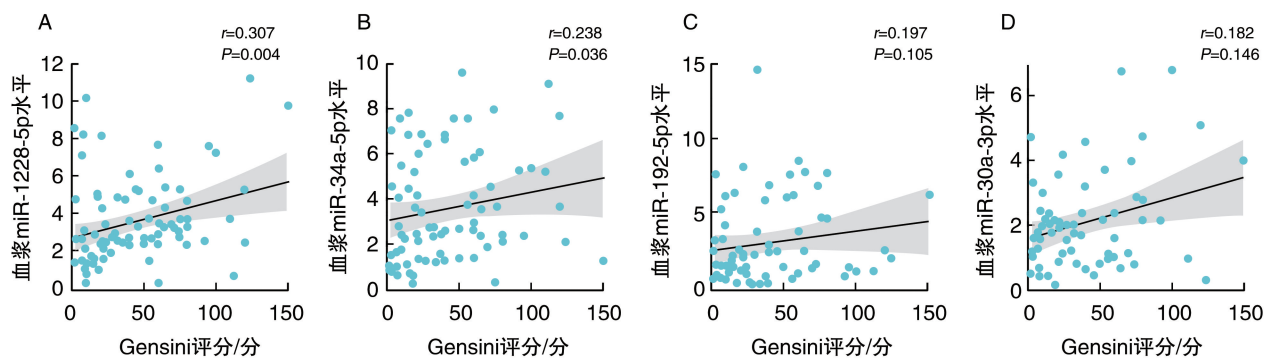 A
r=0.307
P=0.004
血浆miR-1228-5p水平
12
10
8
6
4
2
0
0 50 100 150
Gensini评分/分
B
r=0.238
P=0.036
血浆miR-34a-5p水平
10
8
6
4
2
0
0 50 100 150
Gensini评分/分
C
r=0.197
P=0.105
血浆miR-192-5p水平
15
10
5
0
0 50 100 150
Gensini评分/分
D
r=0.182
P=0.146
血浆miR-30a-3p水平
6
4
2
0
0 50 100 150
Gensini评分/分